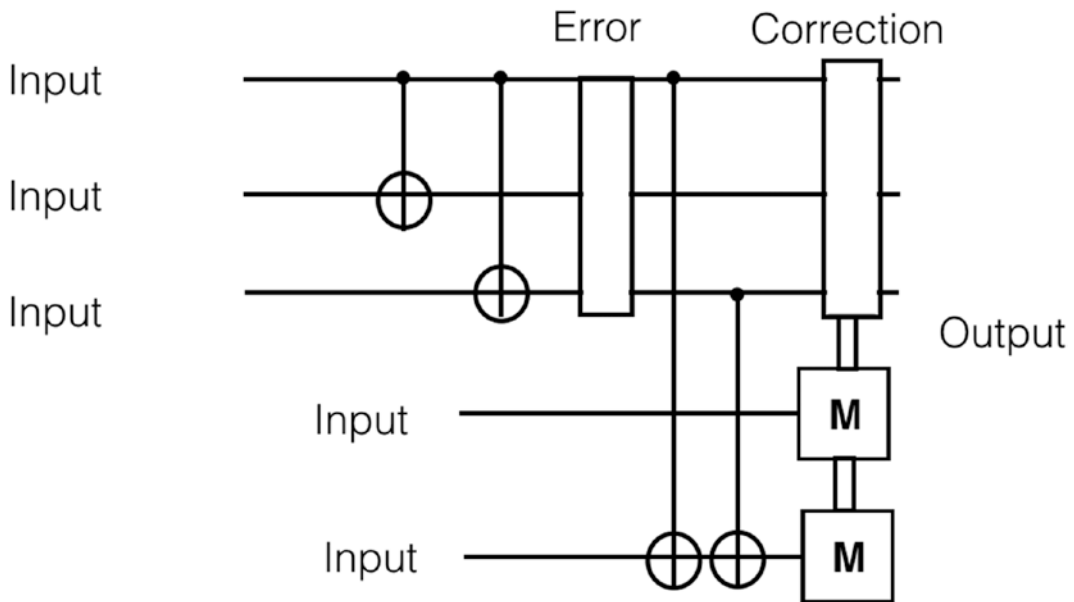 Error
Correction
Input
Input
Input
Output
Input
M
Input
M